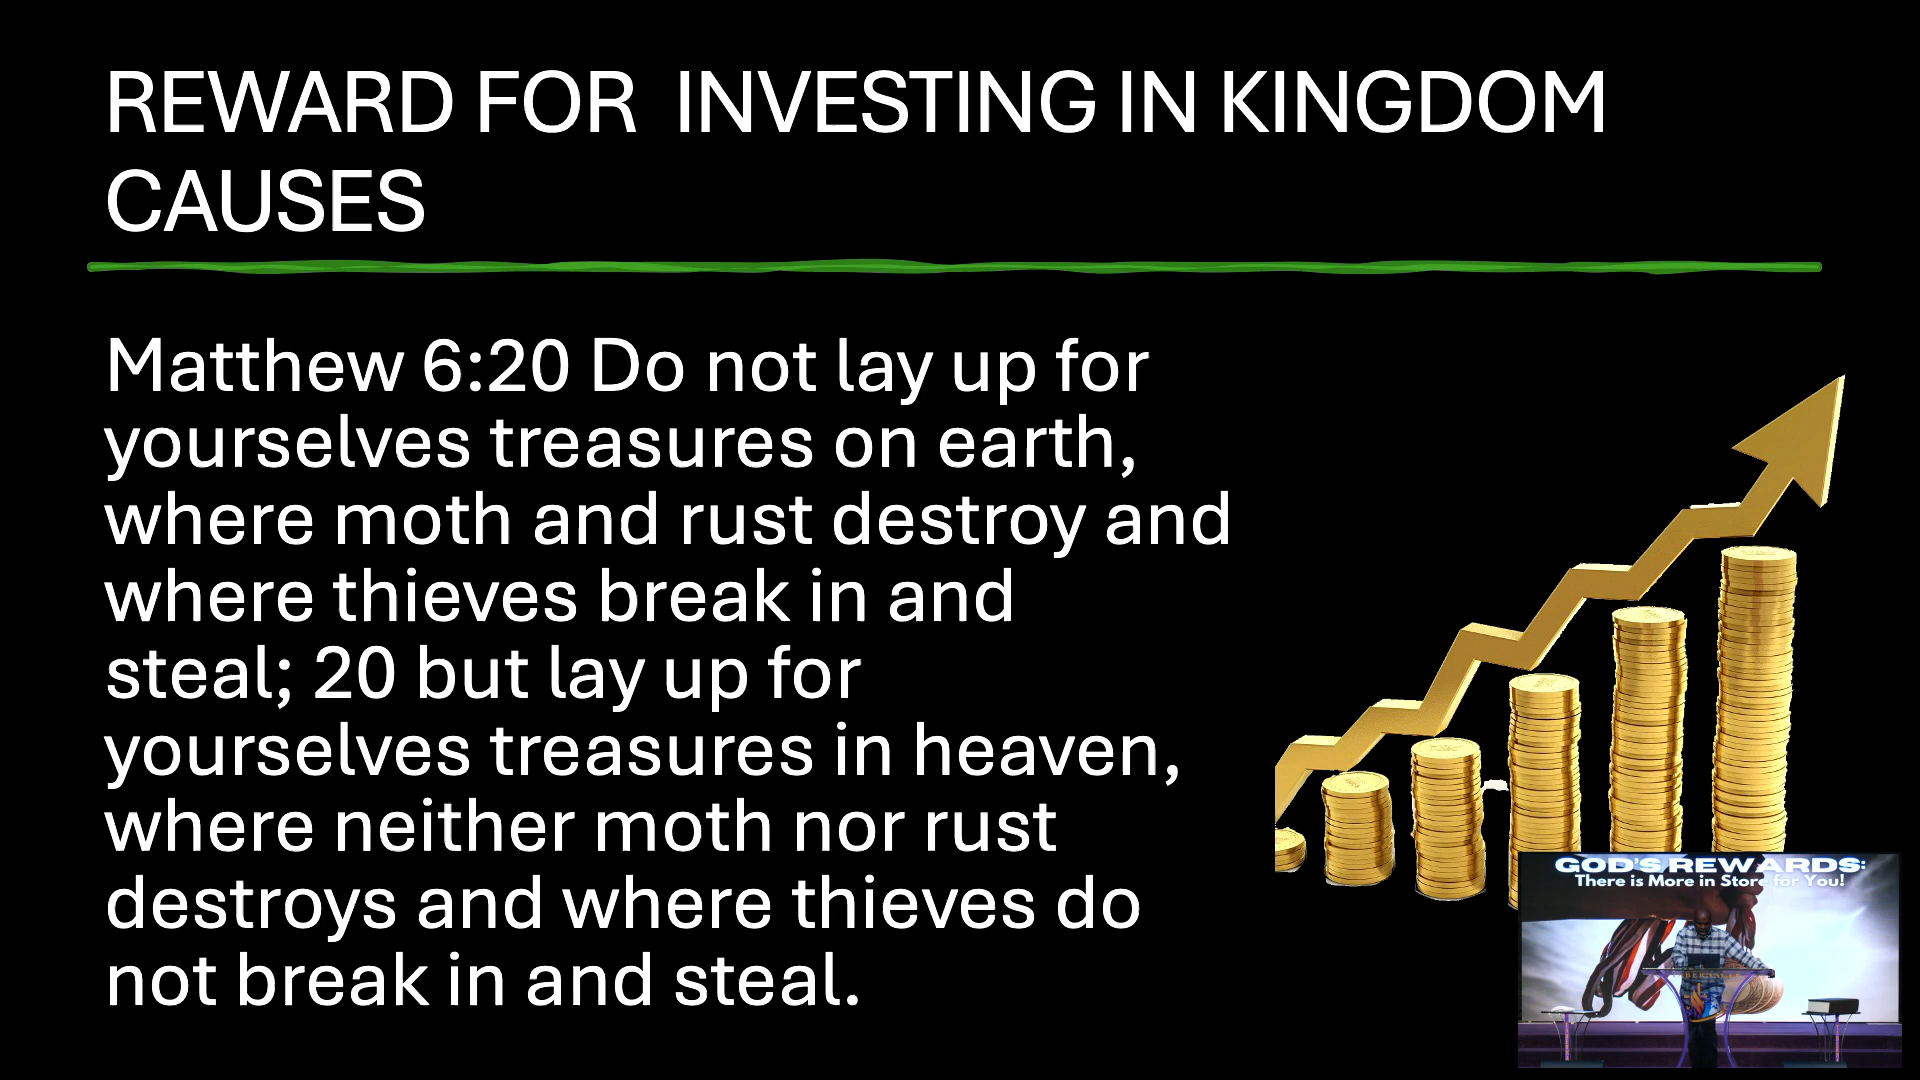 REWARD FOR  INVESTING IN KINGDOM
CAUSES
Matthew 6:20 Do not lay up for
yourselves treasures on earth,
where moth and rust destroy and
where thieves break in and
steal; 20 but lay up for
yourselves treasures in heaven,
where neither moth nor rust
destroys and where thieves do
not break in and steal.
GOD'S REWARDS:
There is More in Store for You!